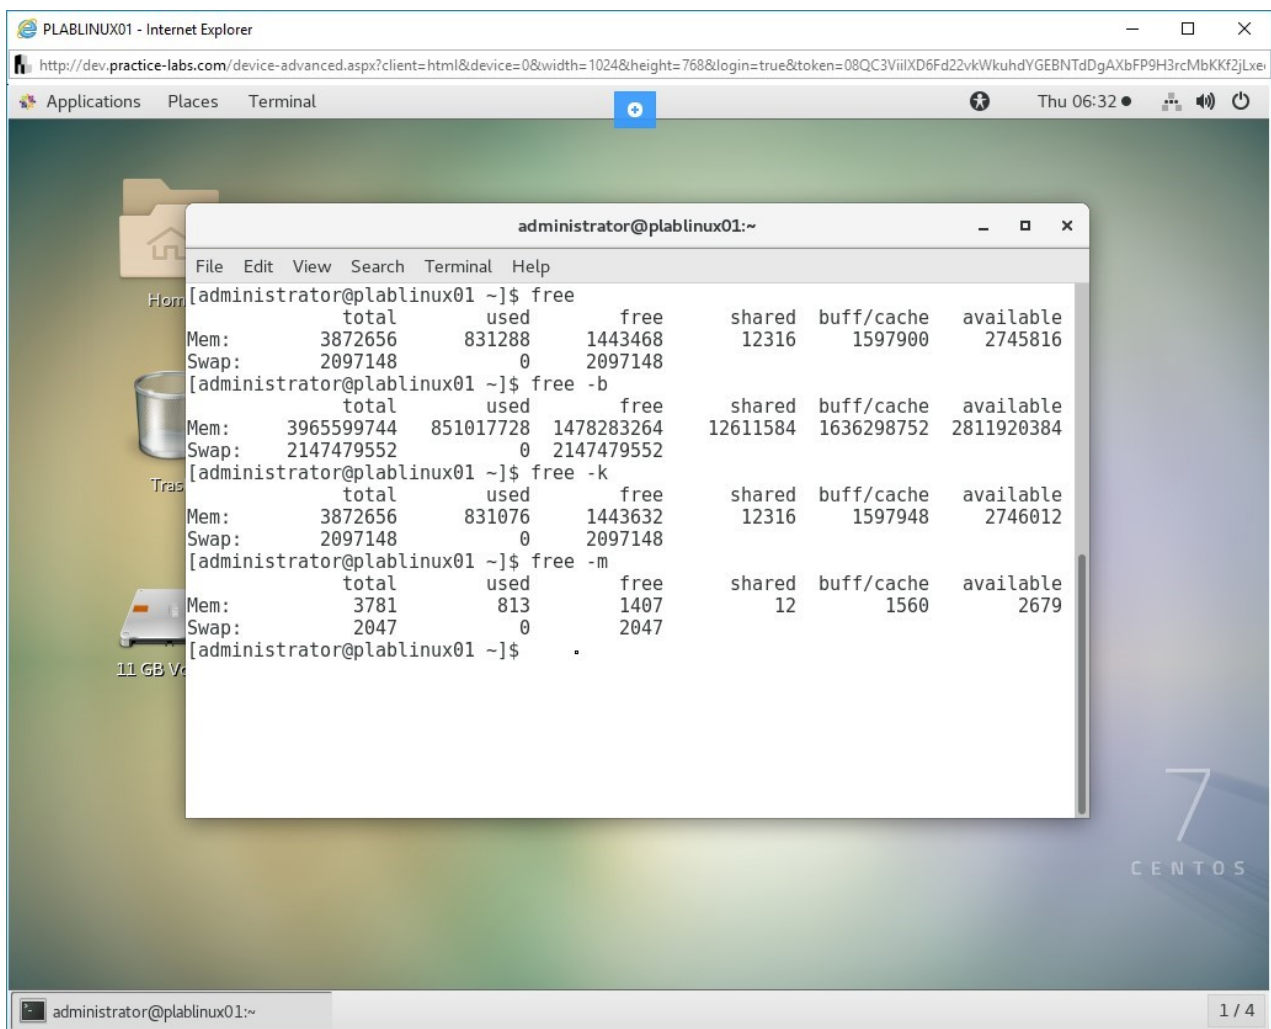 PLABLINUX01 - Internet Explorer
http://dev.practice-labs.com/device-advanced.aspx?client=html&device=0&width=1024&height=768&login=true&token=08QC3ViilXD6Fd22vkWkuhdYGEBNTdDgAXbFP9H3rcMbKKf2jLxe
Applications Places Terminal Thu 06:32
administrator@plablinux01:~
File Edit View Search Terminal Help
[administrator@plablinux01 ~]$ free
total used free shared buff/cache available
Mem: 3872656 831288 1443468 12316 1597900 2745816
Swap: 2097148 0 2097148
[administrator@plablinux01 ~]$ free -b
total used free shared buff/cache available
Mem: 3965599744 851017728 1478283264 12611584 1636298752 2811920384
Swap: 2147479552 0 2147479552
[administrator@plablinux01 ~]$ free -k
total used free shared buff/cache available
Mem: 3872656 831076 1443632 12316 1597948 2746012
Swap: 2097148 0 2097148
[administrator@plablinux01 ~]$ free -m
total used free shared buff/cache available
Mem: 3781 813 1407 12 1560 2679
Swap: 2047 0 2047
[administrator@plablinux01 ~]$
Hom
Tras
11 GB Vo
7
CENTOS
administrator@plablinux01:~
1 / 4